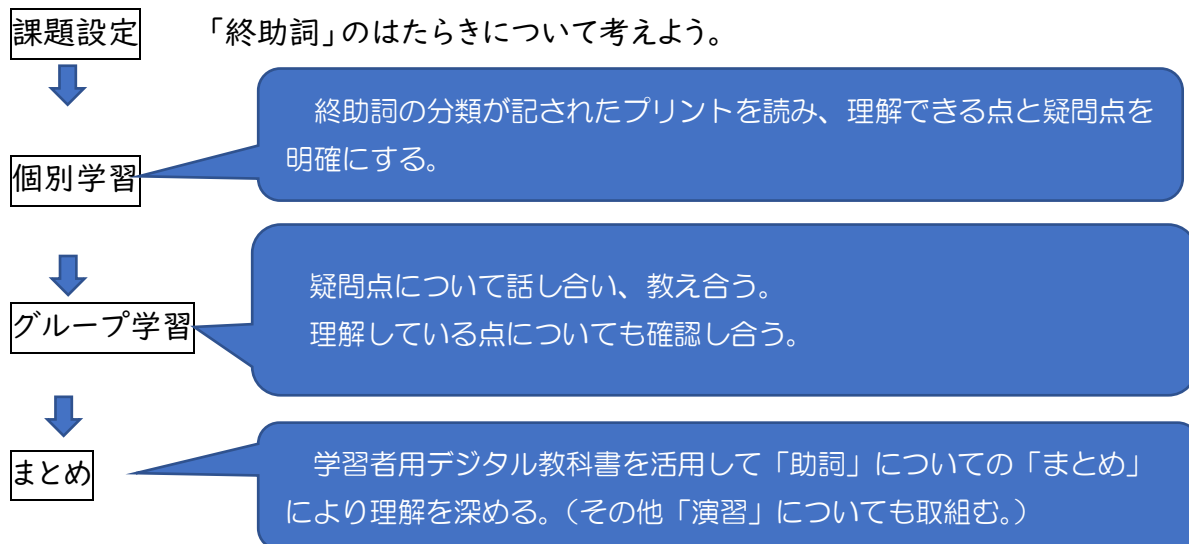 課題設定 「終助詞」のはたらきについて考えよう。
終助詞の分類が記されたプリントを読み、理解できる点と疑問点を
明確にする。
個別学習
疑問点について話し合い、教え合う。
理解している点についても確認し合う。
グループ学習
学習者用デジタル教科書を活用して「助詞」についての「まとめ」
により理解を深める。（その他「演習」についても取組む。）
まとめ